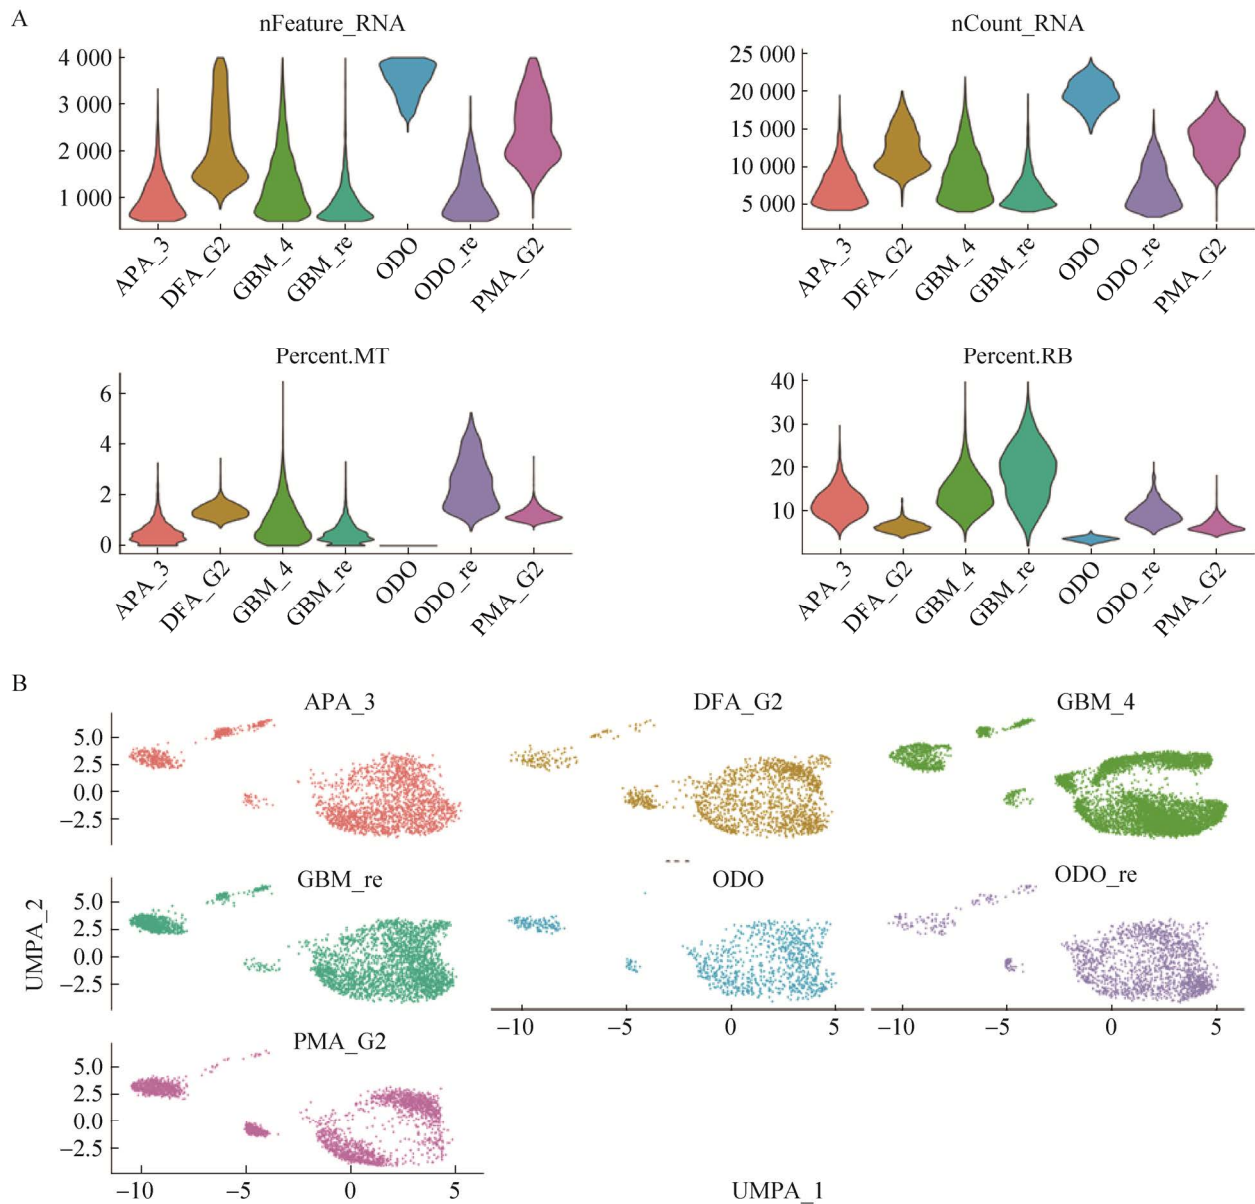 A
nFeature_RNA
4 000
3 000
2 000
1 000
APA_3
DFA_G2
GBM_4
GBM_re
ODO
ODO_re
PMA_G2
nCount_RNA
25 000
20 000
15 000
10 000
5 000
APA_3
DFA_G2
GBM_4
GBM_re
ODO
ODO_re
PMA_G2
Percent.MT
6
4
2
0
APA_3
DFA_G2
GBM_4
GBM_re
ODO
ODO_re
PMA_G2
Percent.RB
40
30
20
10
APA_3
DFA_G2
GBM_4
GBM_re
ODO
ODO_re
PMA_G2
B
APA_3
DFA_G2
GBM_4
5.0
2.5
0.0
−2.5
GBM_re
ODO
ODO_re
5.0
2.5
0.0
−2.5
−10 −5 0 5
−10 −5 0 5
PMA_G2
5.0
2.5
0.0
−2.5
−10 −5 0 5
UMPA_2
UMPA_1